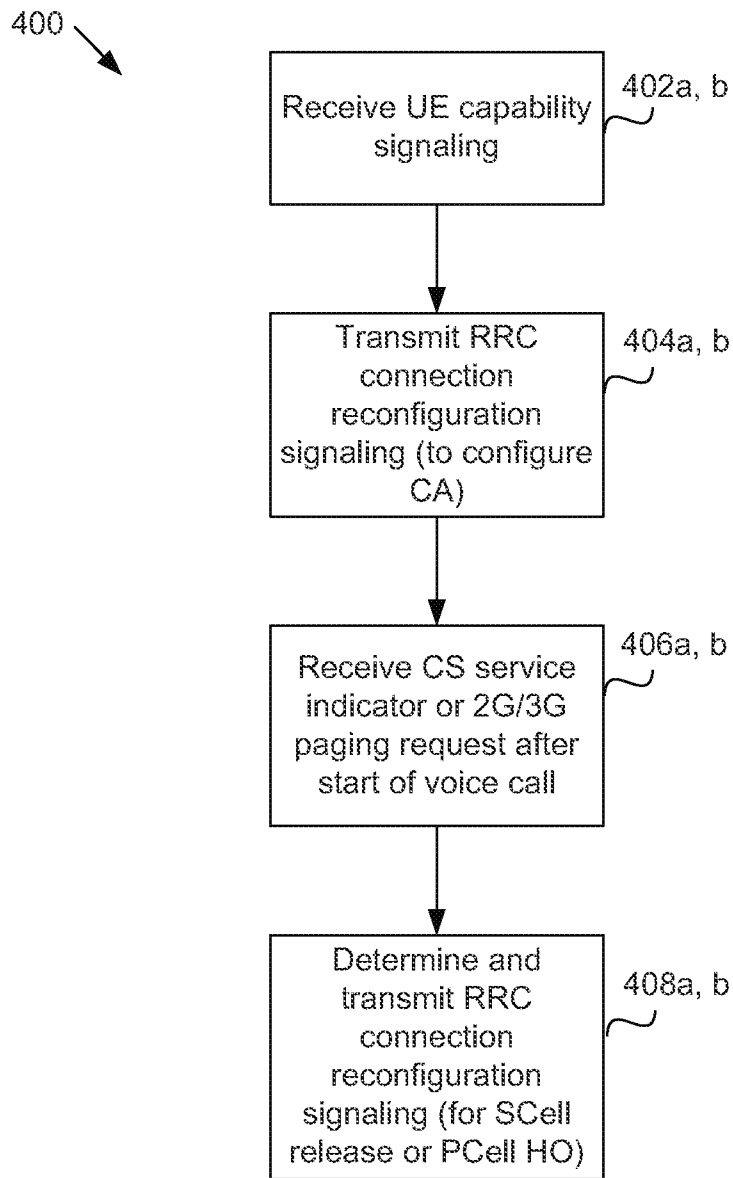 400
Receive UE capability
signaling
402a, b
Transmit RRC
connection
reconfiguration
signaling (to configure
CA)
404a, b
Receive CS service
indicator or 2G/3G
paging request after
start of voice call
406a, b
Determine and
transmit RRC
connection
reconfiguration
signaling (for SCell
release or PCell HO)
408a, b